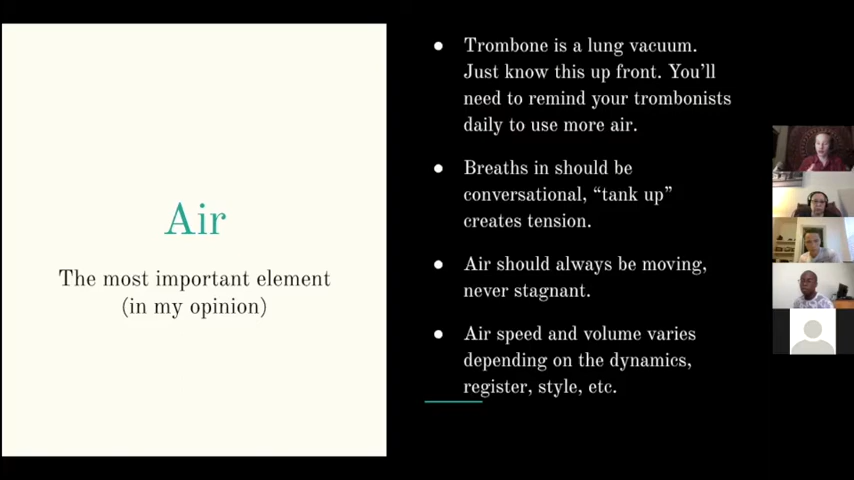 Air
The most important element
(in my opinion)
● Trombone is a lung vacuum.
Just know this up front. You’ll
need to remind your trombonists
daily to use more air.
● Breaths in should be
conversational, “tank up”
creates tension.
● Air should always be moving,
never stagnant.
● Air speed and volume varies
depending on the dynamics,
register, style, etc.